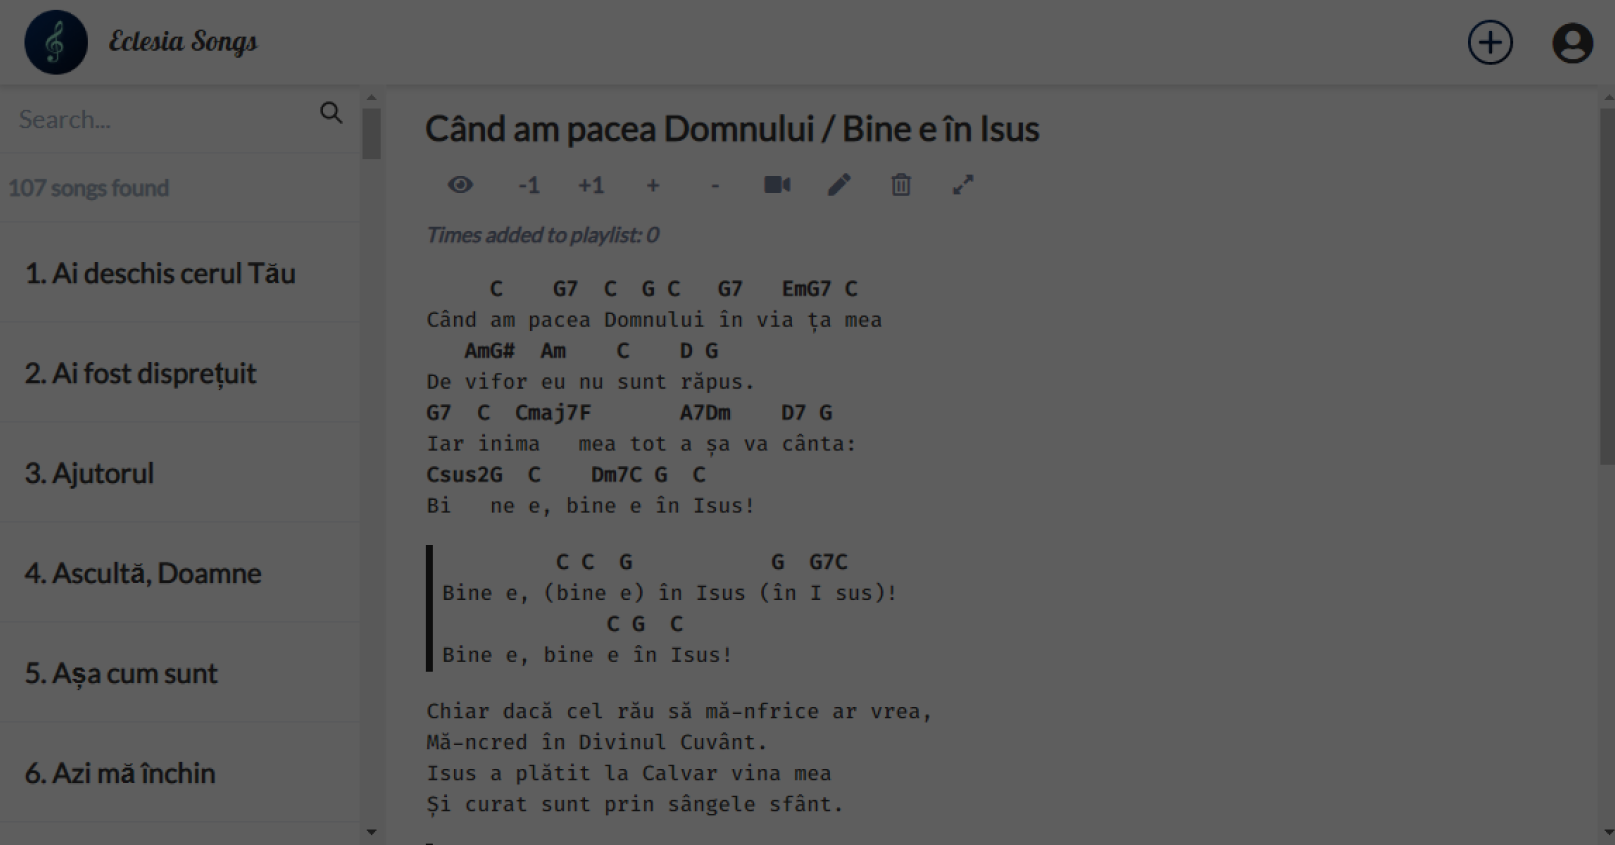 Eclesia Songs
Search...
107 songs found
1. Ai deschis cerul Tău
2. Ai fost disprețuit
3. Ajutorul
4. Ascultă, Doamne
5. Așa cum sunt
6. Azi mă închin
Când am pacea Domnului / Bine e în Isus
-1 +1 + -
Times added to playlist: 0
C G7 C G C G7 EmG7 C
Când am pacea Domnului în via ța mea
AmG# Am C D G
De vifor eu nu sunt răpus.
G7 C Cmaj7F A7Dm D7 G
Iar inima mea tot a șa va cânta:
Csus2G C Dm7C G C
Bi ne e, bine e în Isus!
C C G G G7C
Bine e, (bine e) în Isus (în I sus)!
C G C
Bine e, bine e în Isus!
Chiar dacă cel rău să mă-nfrice ar vrea,
Mă-ncred în Divinul Cuvânt.
Isus a plătit la Calvar vina mea
Și curat sunt prin sângele sfânt.